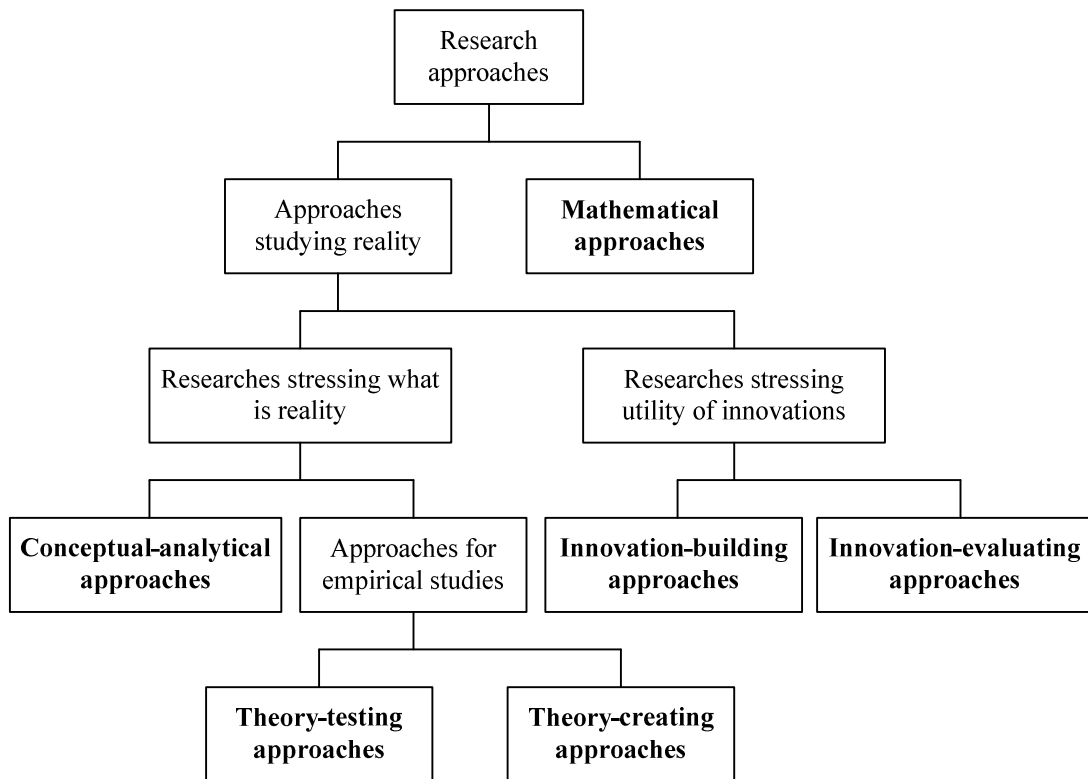 Research
approaches
Approaches
studying reality
Mathematical
approaches
Researches stressing what
is reality
Researches stressing
utility of innovations
Conceptual-analytical
approaches
Approaches for
empirical studies
Innovation-building
approaches
Innovation-evaluating
approaches
Theory-testing
approaches
Theory-creating
approaches